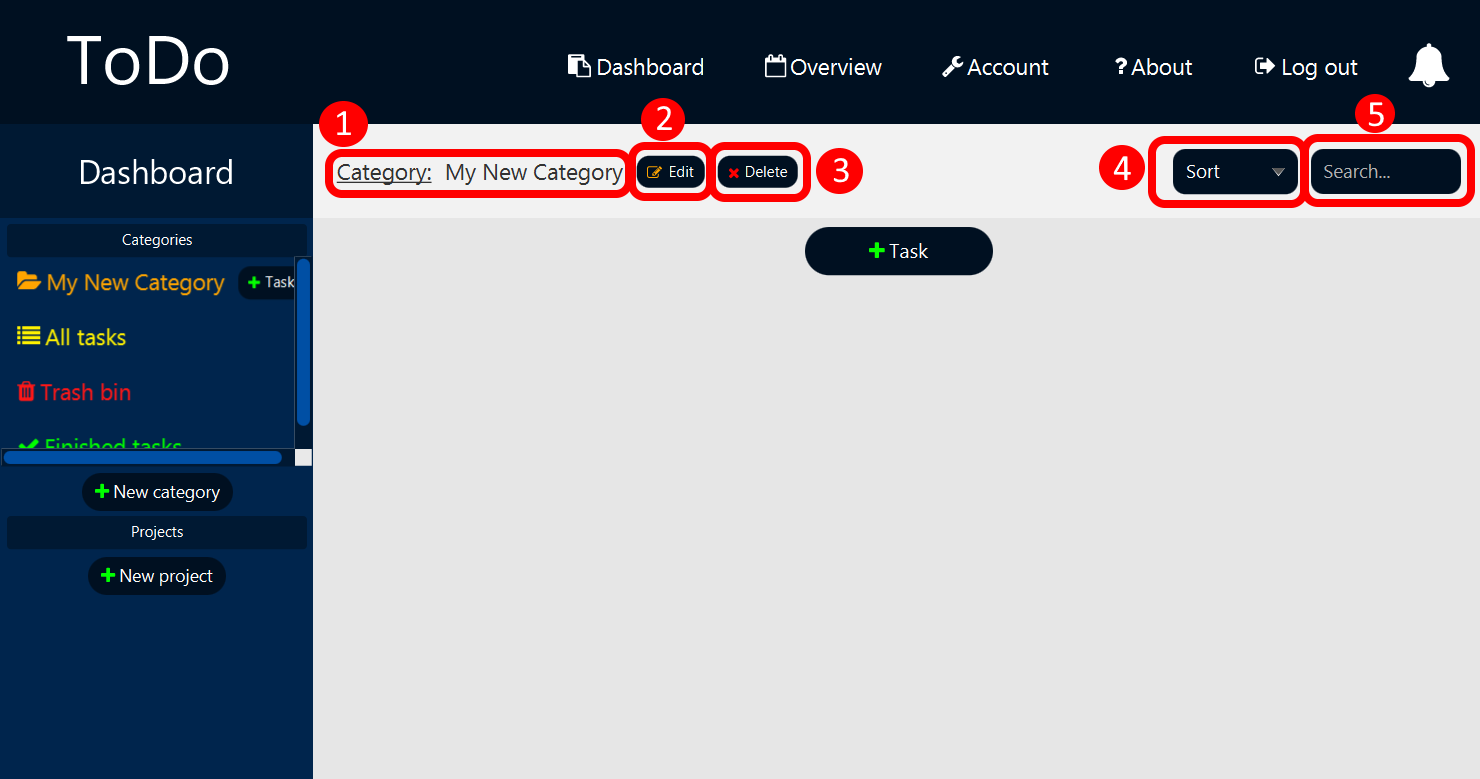 ToDo
Dashboard
Overview
Account
? About
Log out
1
2
3
4
5
Dashboard
Category: My New Category
Edit
Delete
Sort
Search...
Categories
My New Category
+ Task
All tasks
Trash bin
Finished tasks
+ New category
Projects
+ New project
+ Task